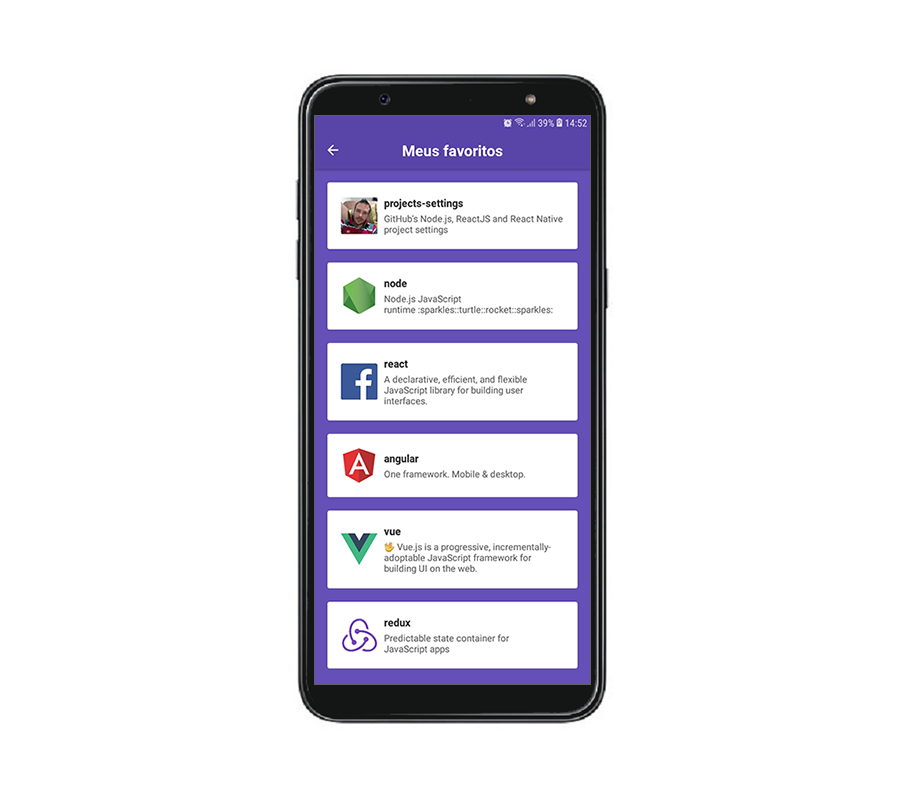 39% 14:52
Meus favoritos
projects-settings
GitHub's Node.js, ReactJS and React Native
project settings
node
Node.js JavaScript
runtime :sparkles::turtle::rocket::sparkles:
react
A declarative, efficient, and flexible
JavaScript library for building user
interfaces.
angular
One framework. Mobile & desktop.
vue
🖖 Vue.js is a progressive, incrementally-
adoptable JavaScript framework for
building UI on the web.
redux
Predictable state container for
JavaScript apps